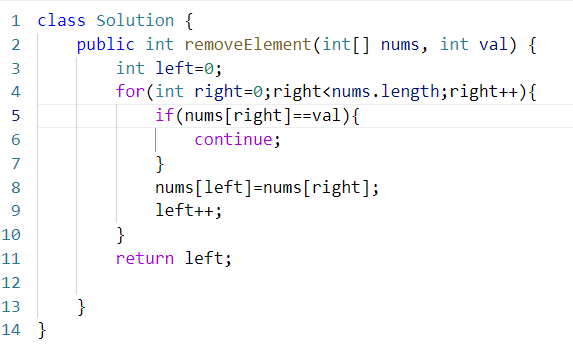 1 class Solution {
2     public int removeElement(int[] nums, int val) {
3         int left=0;
4         for(int right=0;right<nums.length;right++){
5             if(nums[right]==val){
6                 continue;
7             }
8             nums[left]=nums[right];
9             left++;
10         }
11         return left;
12
13     }
14 }